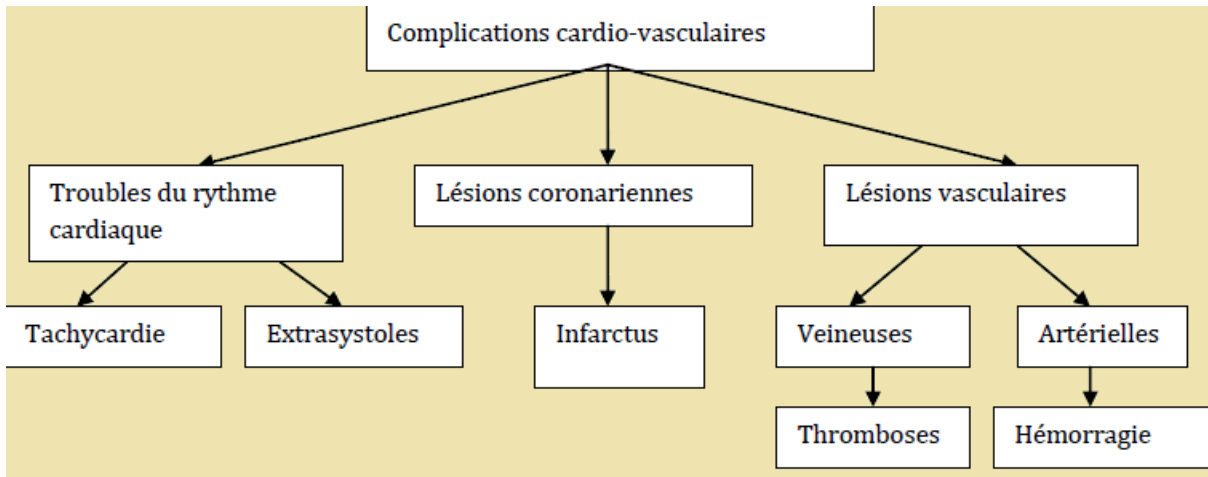 Complications cardio-vasculaires
Troubles du rythme
cardiaque
Lésions coronariennes
Lésions vasculaires
Tachycardie
Extrasystoles
Infarctus
Veineuses
Artérielles
Thromboses
Hémorragie